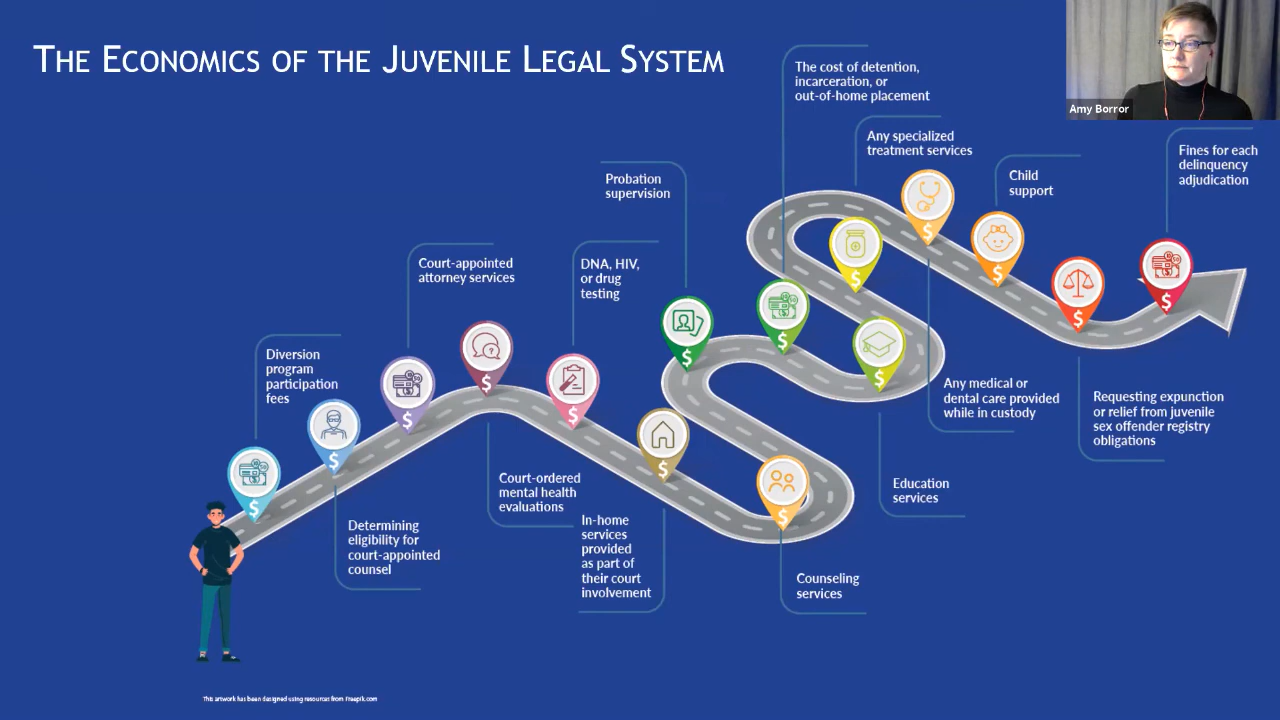 THE ECONOMICS OF THE JUVENILE LEGAL SYSTEM
Amy Borror
Diversion
program
participation
fees
Determining
eligibility for
court-appointed
counsel
Court-appointed
attorney services
Court-ordered
mental health
evaluations
DNA, HIV,
or drug
testing
In-home
services
provided
as part of
their court
involvement
Counseling
services
Probation
supervision
The cost of detention,
incarceration, or
out-of-home placement
Education
services
Any specialized
treatment services
Any medical or
dental care provided
while in custody
Child
support
Requesting expunction
or relief from juvenile
sex offender registry
obligations
Fines for each
delinquency
adjudication
This artwork has been designed using resources from Freepik.com